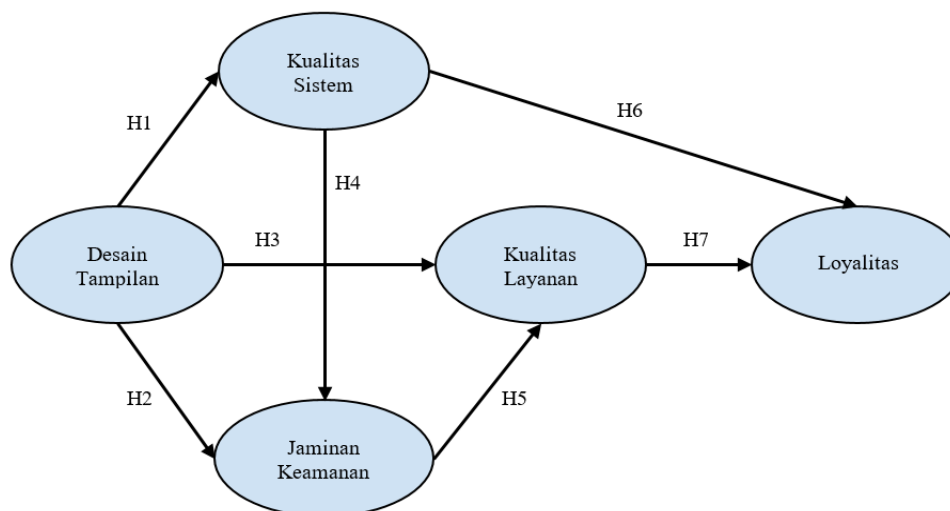 Kualitas
Sistem
H6
H1
H4
H3
H7
Desain
Tampilan
Kualitas
Layanan
Loyalitas
H2
H5
Jaminan
Keamanan